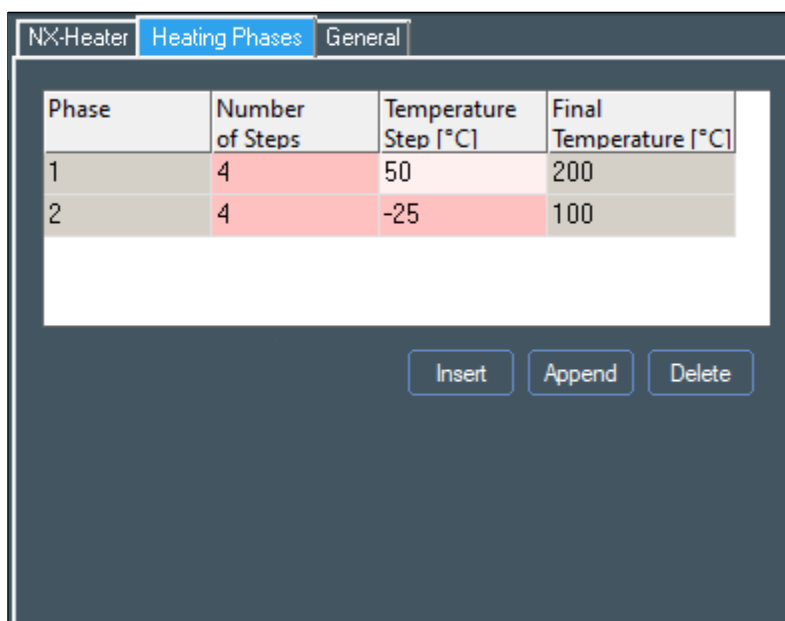 NX-Heater Heating Phases General
Phase Number of Steps Temperature Step [°C] Final Temperature [°C]
1 4 50 200
2 4 -25 100
Insert Append Delete